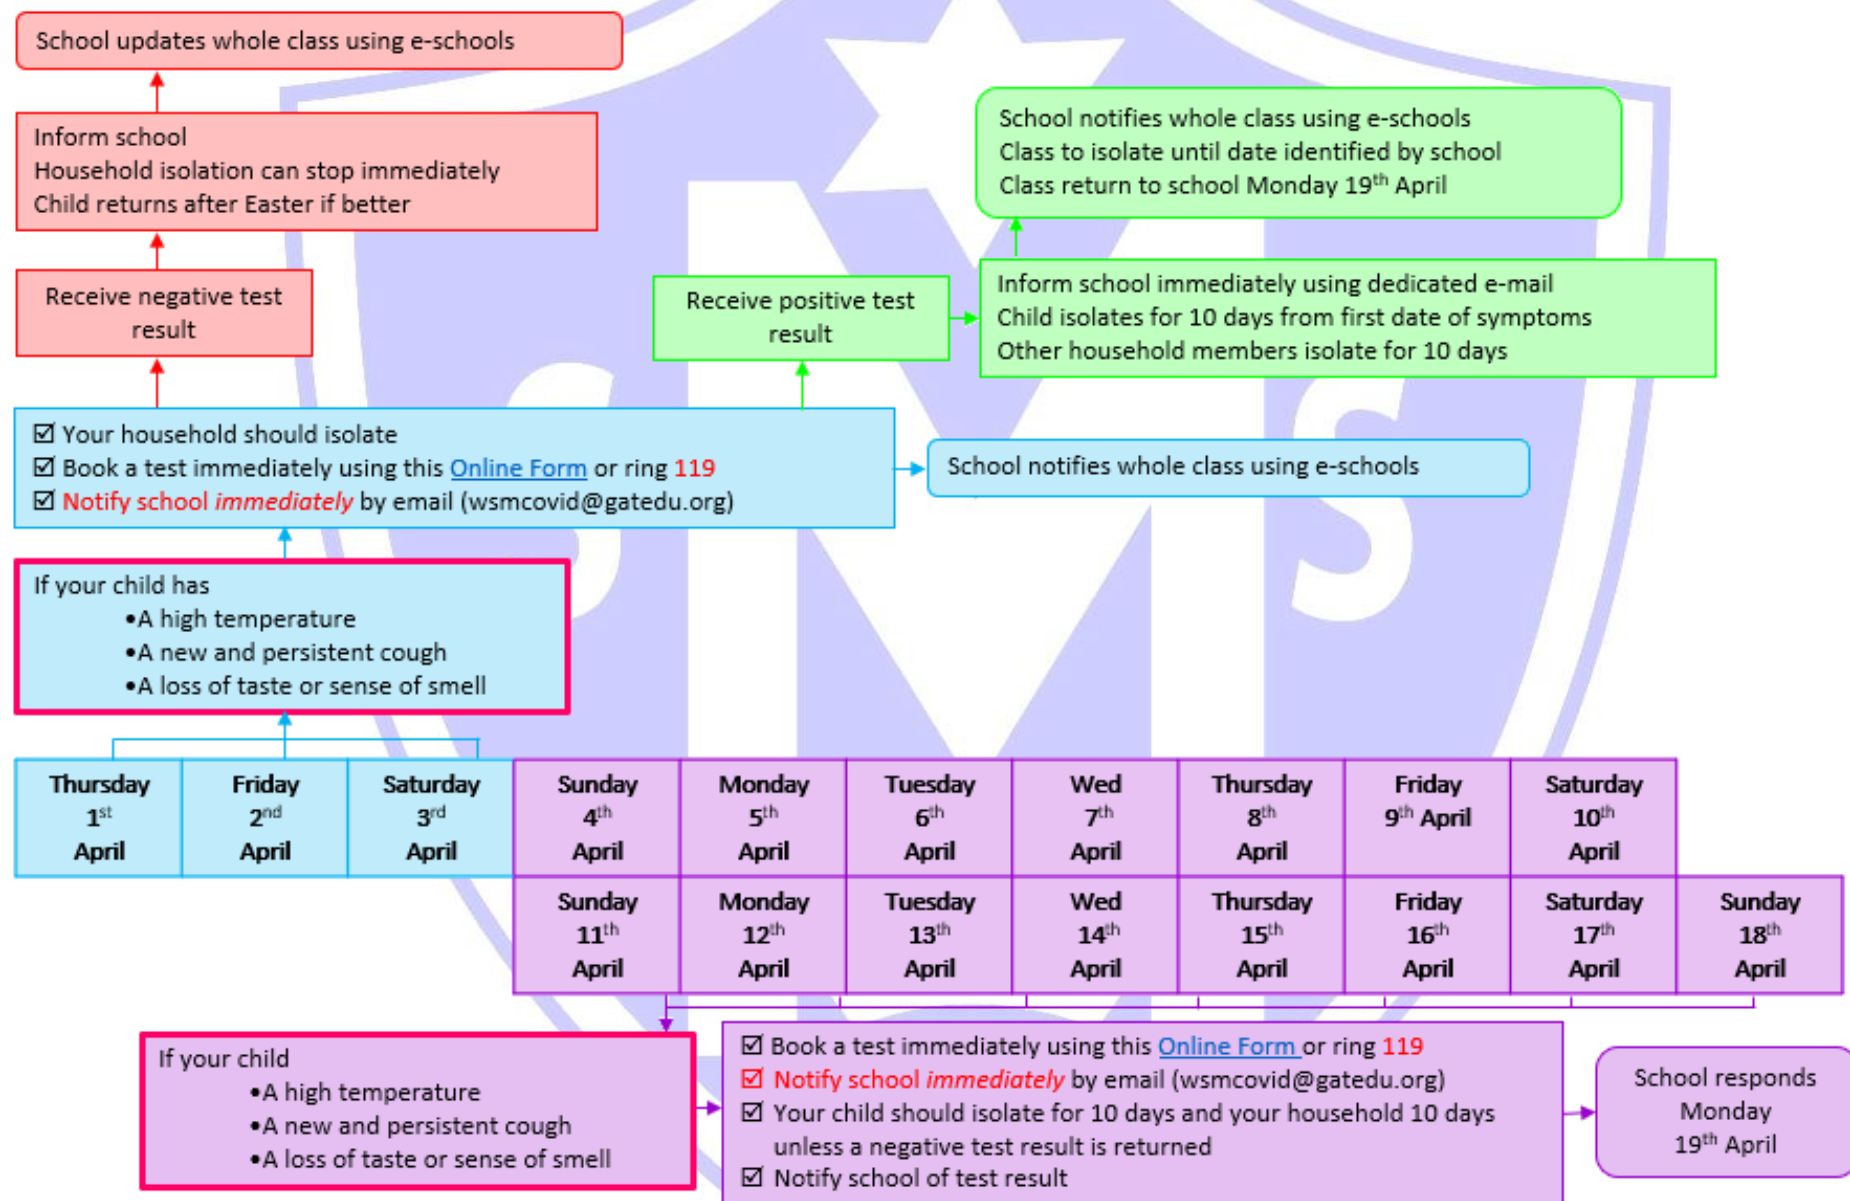 School updates whole class using e-schools
Inform school
Household isolation can stop immediately
Child returns after Easter if better
School notifies whole class using e-schools
Class to isolate until date identified by school
Class return to school Monday 19th April
Receive negative test
result
Receive positive test
result
Inform school immediately using dedicated e-mail
Child isolates for 10 days from first date of symptoms
Other household members isolate for 10 days
☑ Your household should isolate
☑ Book a test immediately using this Online Form or ring 119
☑ Notify school immediately by email (wsmcovid@gatedu.org)
School notifies whole class using e-schools
If your child has
•A high temperature
•A new and persistent cough
•A loss of taste or sense of smell
Thursday
1st
April
Friday
2nd
April
Saturday
3rd
April
Sunday
4th
April
Monday
5th
April
Tuesday
6th
April
Wed
7th
April
Thursday
8th
April
Friday
9th April
Saturday
10th
April
Sunday
11th
April
Monday
12th
April
Tuesday
13th
April
Wed
14th
April
Thursday
15th
April
Friday
16th
April
Saturday
17th
April
Sunday
18th
April
If your child
•A high temperature
•A new and persistent cough
•A loss of taste or sense of smell
☑ Book a test immediately using this Online Form or ring 119
☑ Notify school immediately by email (wsmcovid@gatedu.org)
☑ Your child should isolate for 10 days and your household 10 days
unless a negative test result is returned
☑ Notify school of test result
School responds
Monday
19th April
S M S